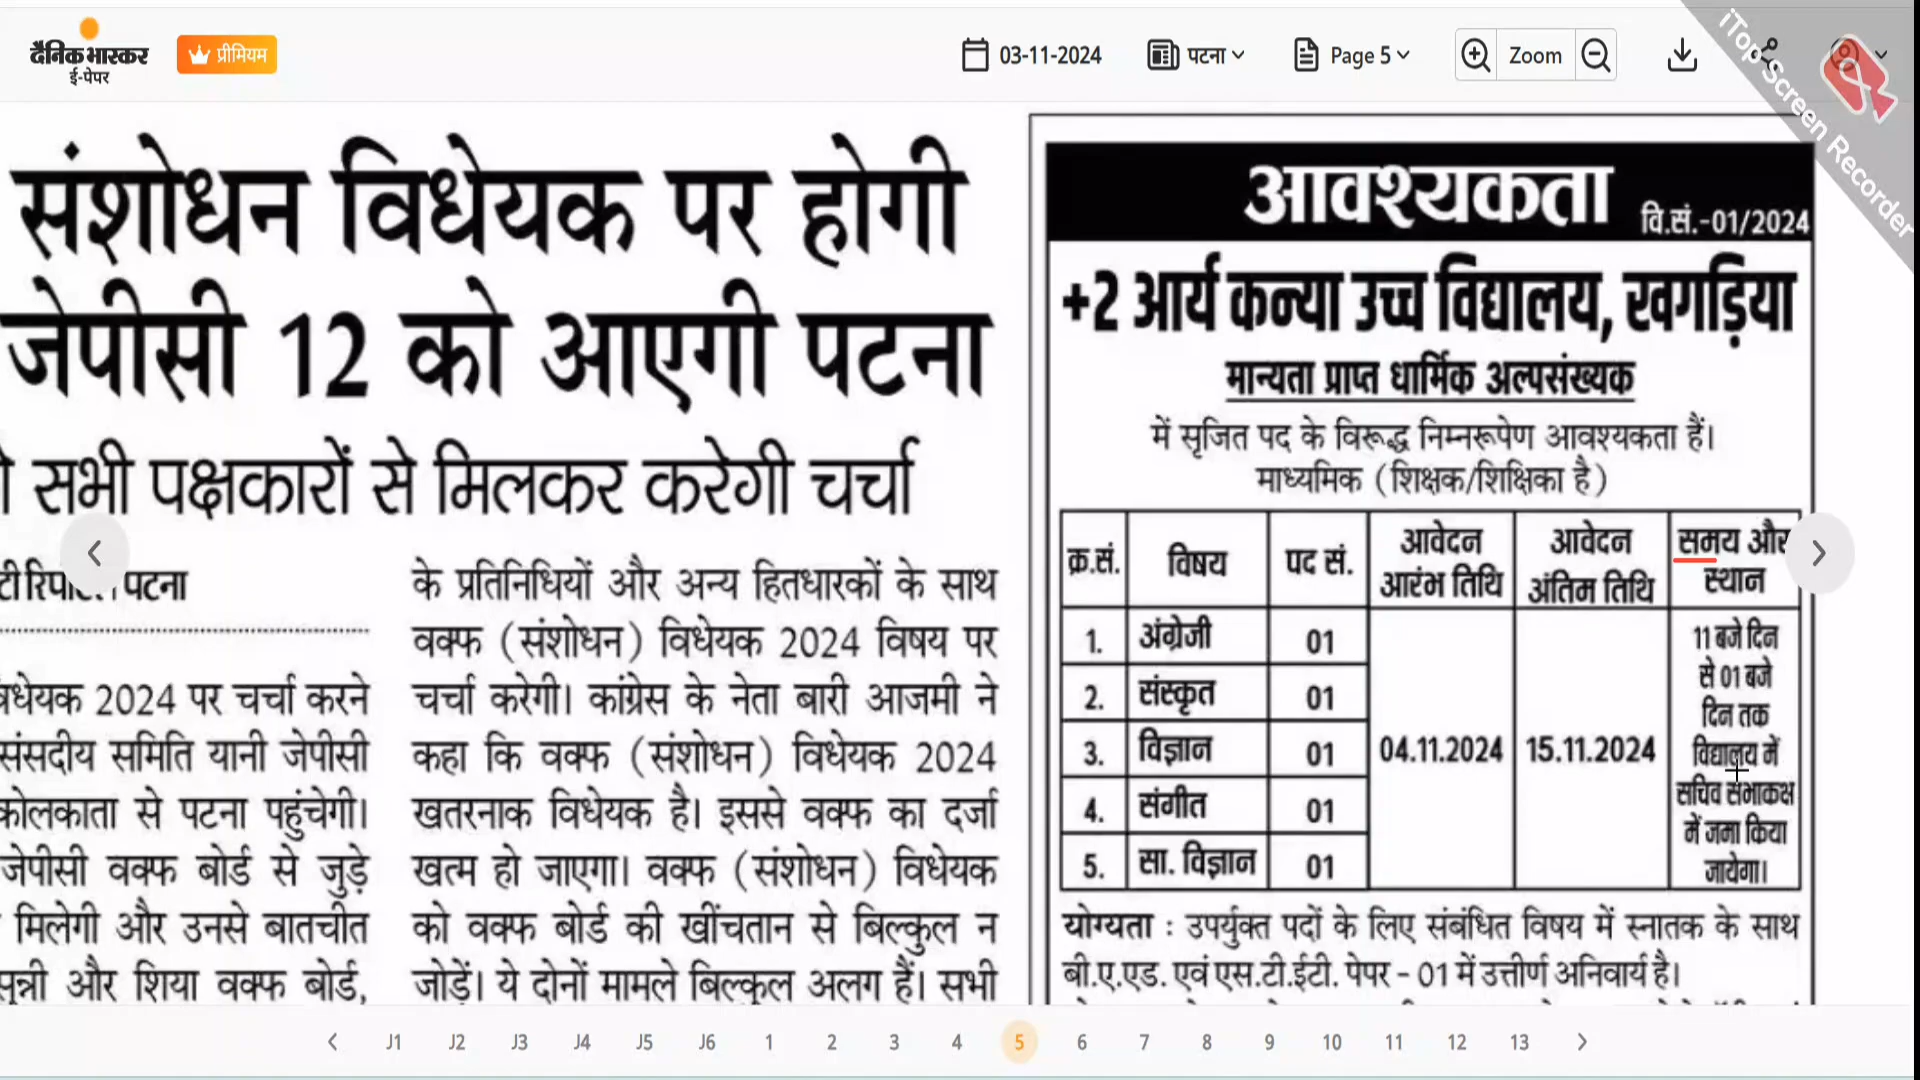 दैनिक भास्कर
ई-पेपर
प्रीमियम
03-11-2024
पटना
Page 5
Zoom
iTop Screen Recorder
संशोधन विधेयक पर होगी
जेपीसी 12 को आएगी पटना
सभी पक्षकारों से मिलकर करेगी चर्चा
पटना
विधेयक 2024 पर चर्चा करने
संसदीय समिति यानी जेपीसी
कोलकाता से पटना पहुंचेगी।
जेपीसी वक्फ बोर्ड से जुड़े
मिलेगी और उनसे बातचीत
सुन्नी और शिया वक्फ बोर्ड,
के प्रतिनिधियों और अन्य हितधारकों के साथ
वक्फ (संशोधन) विधेयक 2024 विषय पर
चर्चा करेगी। कांग्रेस के नेता बारी आजमी ने
कहा कि वक्फ (संशोधन) विधेयक 2024
खतरनाक विधेयक है। इससे वक्फ का दर्जा
खत्म हो जाएगा। वक्फ (संशोधन) विधेयक
को वक्फ बोर्ड की खींचतान से बिल्कुल न
जोड़ें। ये दोनों मामले बिल्कुल अलग हैं। सभी
आवश्यकता
वि.सं.-01/2024
+2 आर्य कन्या उच्च विद्यालय, खगड़िया
मान्यता प्राप्त धार्मिक अल्पसंख्यक
में सृजित पद के विरूद्ध निम्नरूपेण आवश्यकता हैं।
माध्यमिक (शिक्षक/शिक्षिका है)
क्र.सं. विषय पद सं. आवेदन आरंभ तिथि आवेदन अंतिम तिथि समय और स्थान
1. अंग्रेजी 01
2. संस्कृत 01
3. विज्ञान 01 04.11.2024 15.11.2024
4. संगीत 01
5. सा. विज्ञान 01
11 बजे दिन
से 01 बजे
दिन तक
विद्यालय में
सचिव सभाकक्ष
में जमा किया
जायेगा।
योग्यता : उपर्युक्त पदों के लिए संबंधित विषय में स्नातक के साथ
बी.ए.एड. एवं एस.टी.ईटी. पेपर - 01 में उत्तीर्ण अनिवार्य है।
J1 J2 J3 J4 J5 J6 1 2 3 4 5 6 7 8 9 10 11 12 13